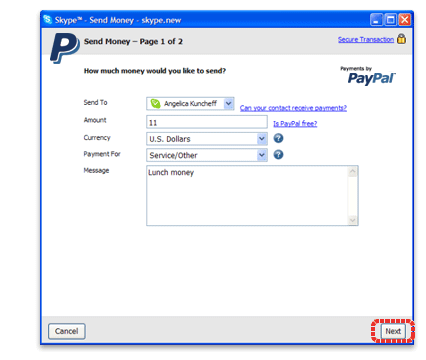 Skype™ - Send Money - skype.new
Send Money – Page 1 of 2
Secure Transaction
How much money would you like to send?
Payments by
PayPal
Send To
Angelica Kuncheff
Can your contact receive payments?
Amount
11
Is PayPal free?
Currency
U.S. Dollars
?
Payment For
Service/Other
?
Message
Lunch money
Cancel
Next